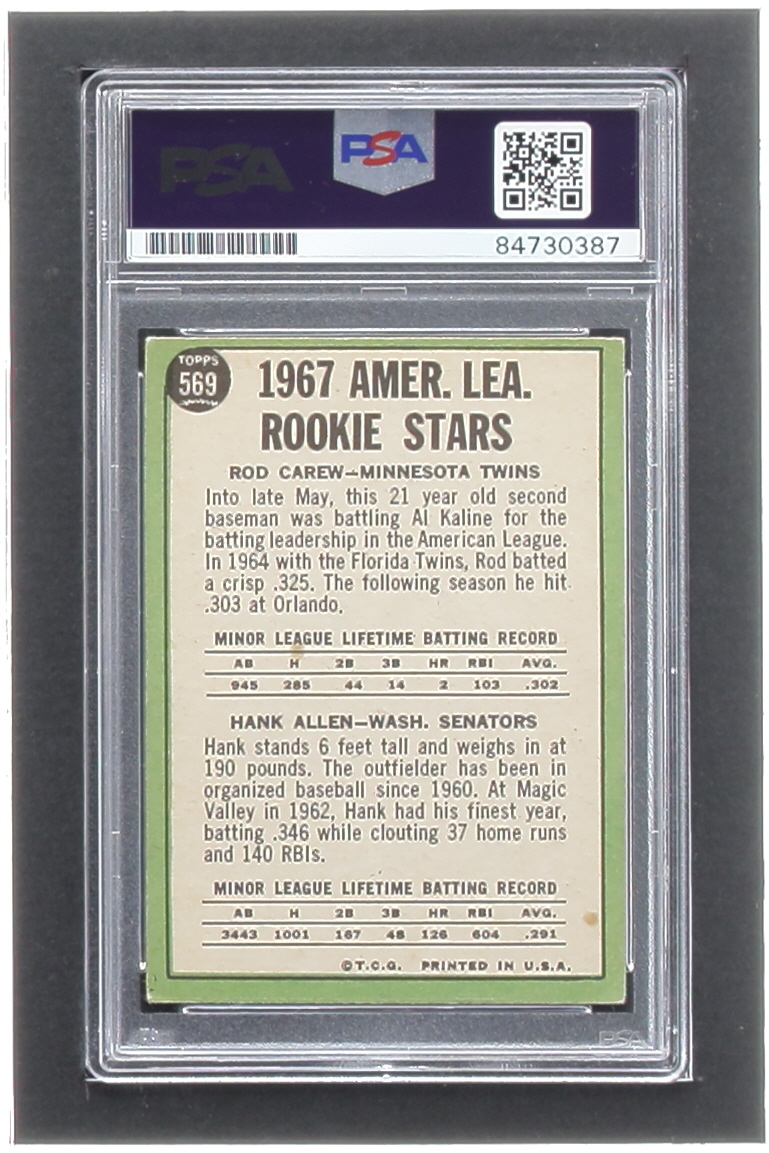 PSA PSA
84730387
TOPPS
569
1967 AMER. LEA.
ROOKIE STARS
ROD CAREW–MINNESOTA TWINS
Into late May, this 21 year old second
baseman was battling Al Kaline for the
batting leadership in the American League.
In 1964 with the Florida Twins, Rod batted
a crisp .325. The following season he hit
.303 at Orlando.
MINOR LEAGUE LIFETIME BATTING RECORD
AB H 2B 3B HR RBI AVG.
945 285 44 14 2 103 .302
HANK ALLEN–WASH. SENATORS
Hank stands 6 feet tall and weighs in at
190 pounds. The outfielder has been in
organized baseball since 1960. At Magic
Valley in 1962, Hank had his finest year,
batting .346 while clouting 37 home runs
and 140 RBIs.
MINOR LEAGUE LIFETIME BATTING RECORD
AB H 2B 3B HR RBI AVG.
3443 1001 167 48 126 604 .291
©T.C.G. PRINTED IN U.S.A.
PSA